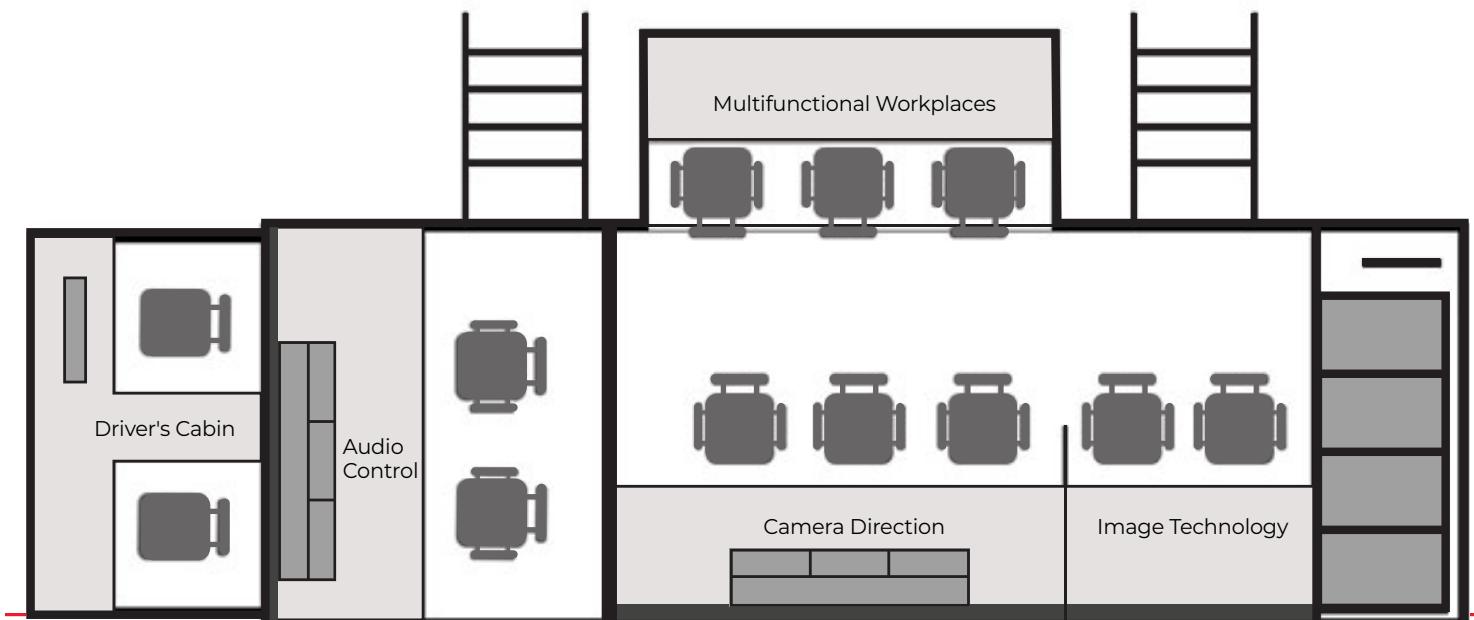 Multifunctional Workplaces
Driver's Cabin
Audio
Control
Camera Direction
Image Technology